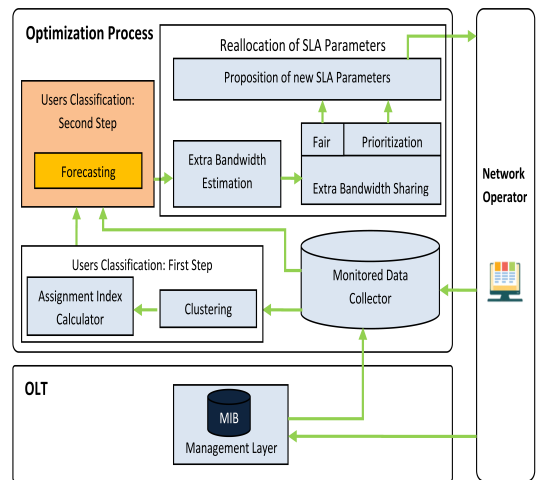 Optimization Process
Reallocation of SLA Parameters
Proposition of new SLA Parameters
Users Classification:
Second Step
Forecasting
Extra Bandwidth
Estimation
Fair
Prioritization
Extra Bandwidth Sharing
Network
Operator
Users Classification: First Step
Assignment Index
Calculator
Clustering
Monitored Data
Collector
OLT
MIB
Management Layer